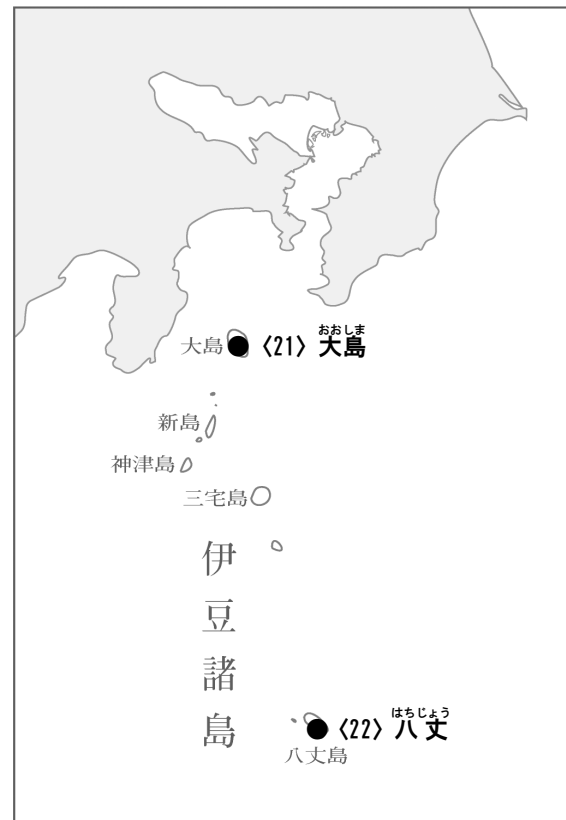 大島
〈21〉大島
おおしま
新島
神津島
三宅島
伊豆諸島
〈22〉八丈
はちじょう
八丈島